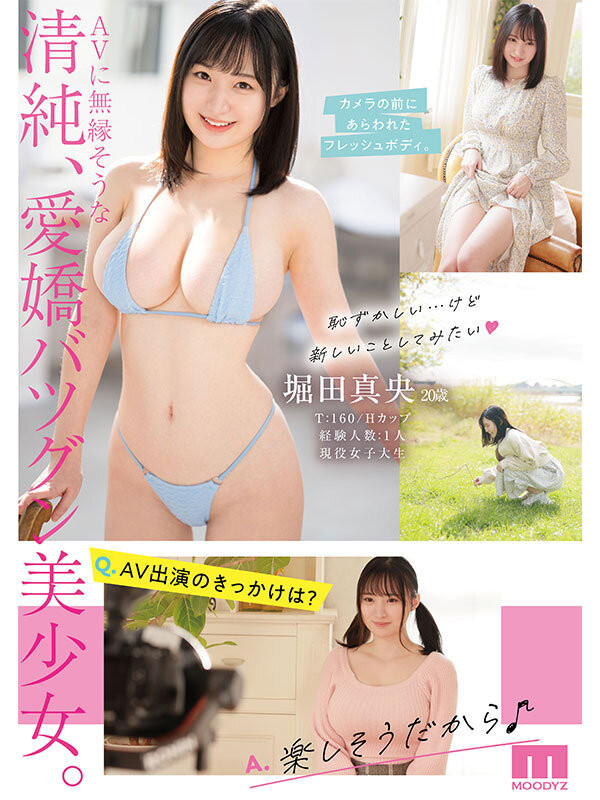 AVに無縁そうな
清純、愛嬌バツグン美少女。
カメラの前に
あらわれた
フレッシュボディ。
恥ずかしい…けど
新しいことしてみたい♥
堀田真央 20歳
T:160/Hカップ
経験人数:1人
現役女子大生
Q. AV出演のきっかけは?
A. 楽しそうだから♪
MOODYZ